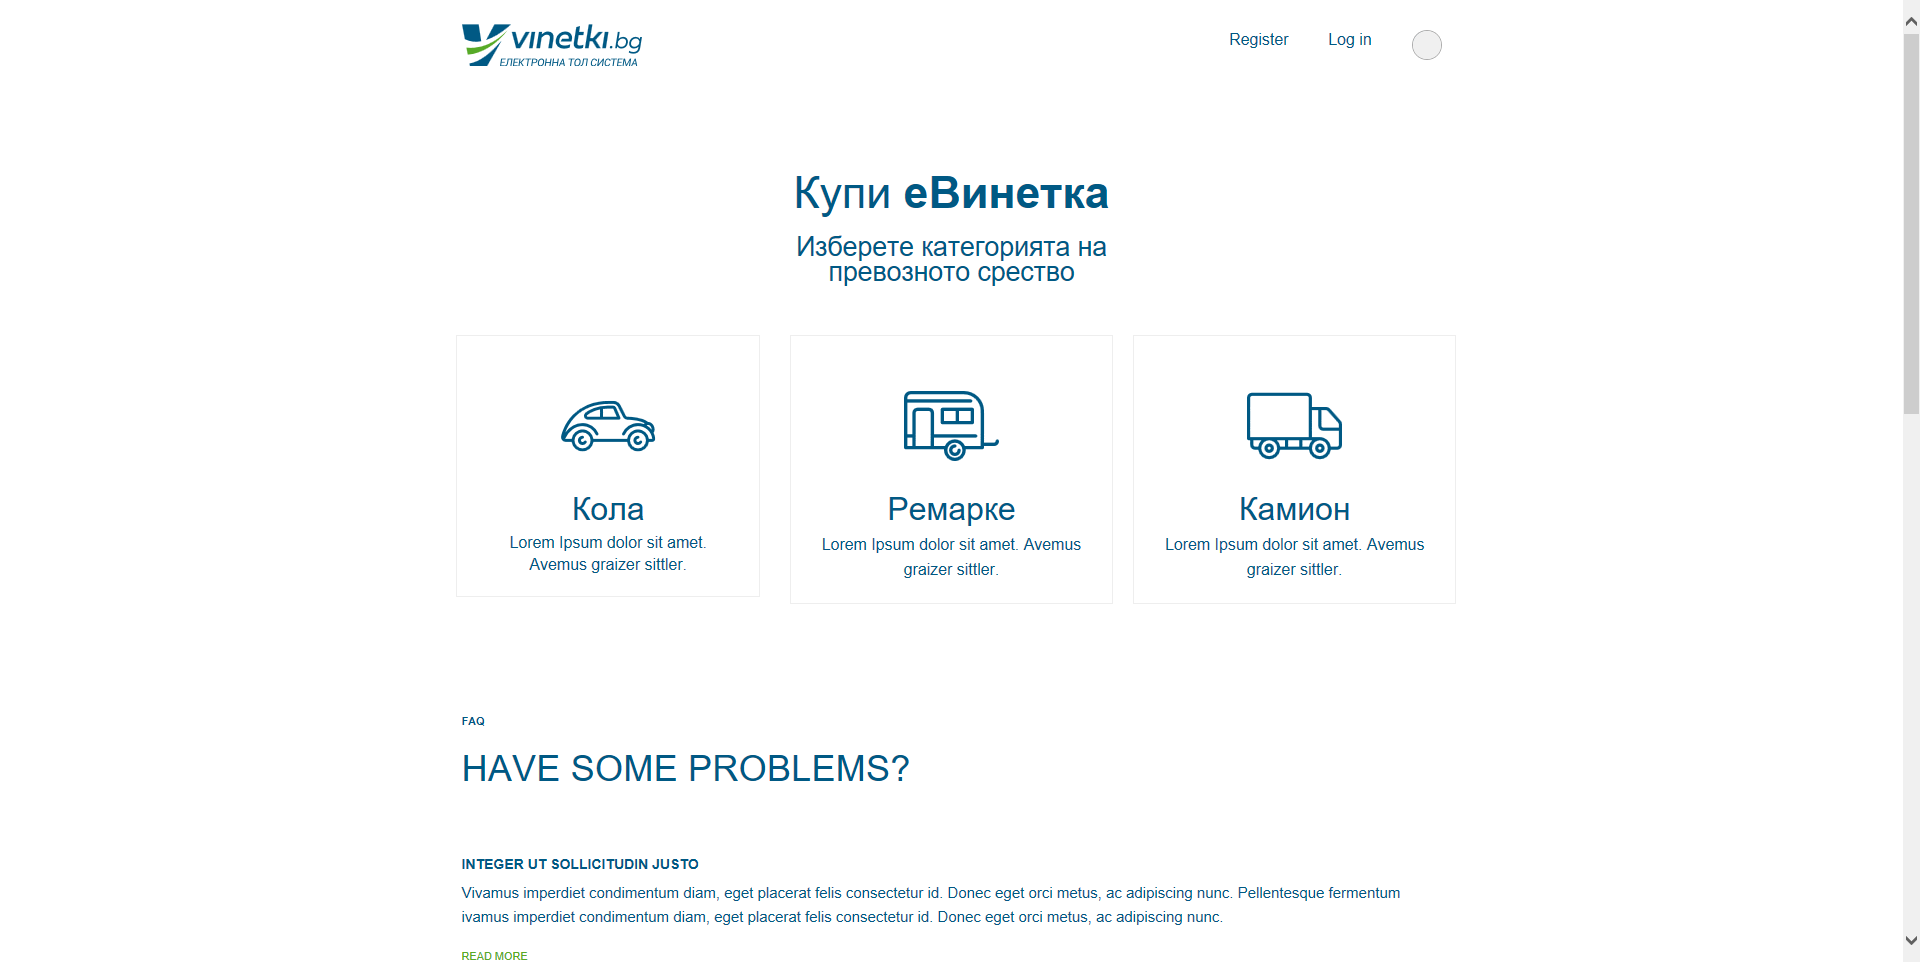 vinetki.bg
ЕЛЕКТРОННА ТОЛ СИСТЕМА
Register
Log in
Купи еВинетка
Изберете категорията на
превозното срество
Кола
Lorem Ipsum dolor sit amet.
Avemus graizer sittler.
Ремарке
Lorem Ipsum dolor sit amet. Avemus
graizer sittler.
Камион
Lorem Ipsum dolor sit amet. Avemus
graizer sittler.
FAQ
HAVE SOME PROBLEMS?
INTEGER UT SOLLICITUDIN JUSTO
Vivamus imperdiet condimentum diam, eget placerat felis consectetur id. Donec eget orci metus, ac adipiscing nunc. Pellentesque fermentum
ivamus imperdiet condimentum diam, eget placerat felis consectetur id. Donec eget orci metus, ac adipiscing nunc.
READ MORE